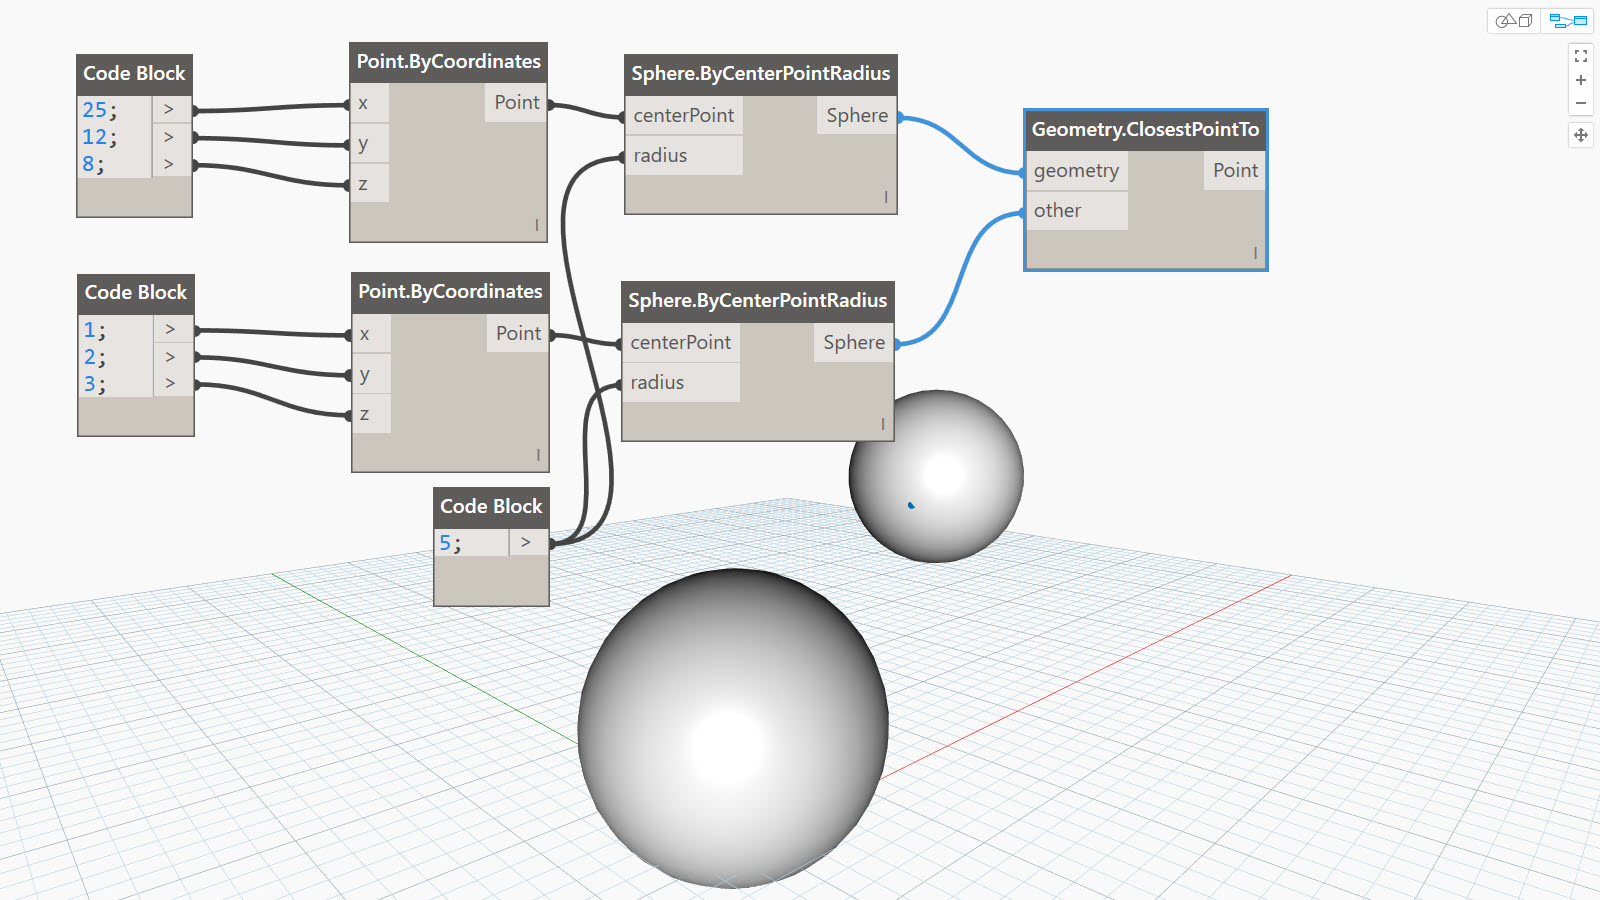 Code Block
25; >
12; >
8; >
Point.ByCoordinates
x Point
y
z
l
Sphere.ByCenterPointRadius
centerPoint Sphere
radius
l
Geometry.ClosestPointTo
geometry Point
other
l
Code Block
1; >
2; >
3; >
Point.ByCoordinates
x Point
y
z
l
Sphere.ByCenterPointRadius
centerPoint Sphere
radius
l
Code Block
5; >